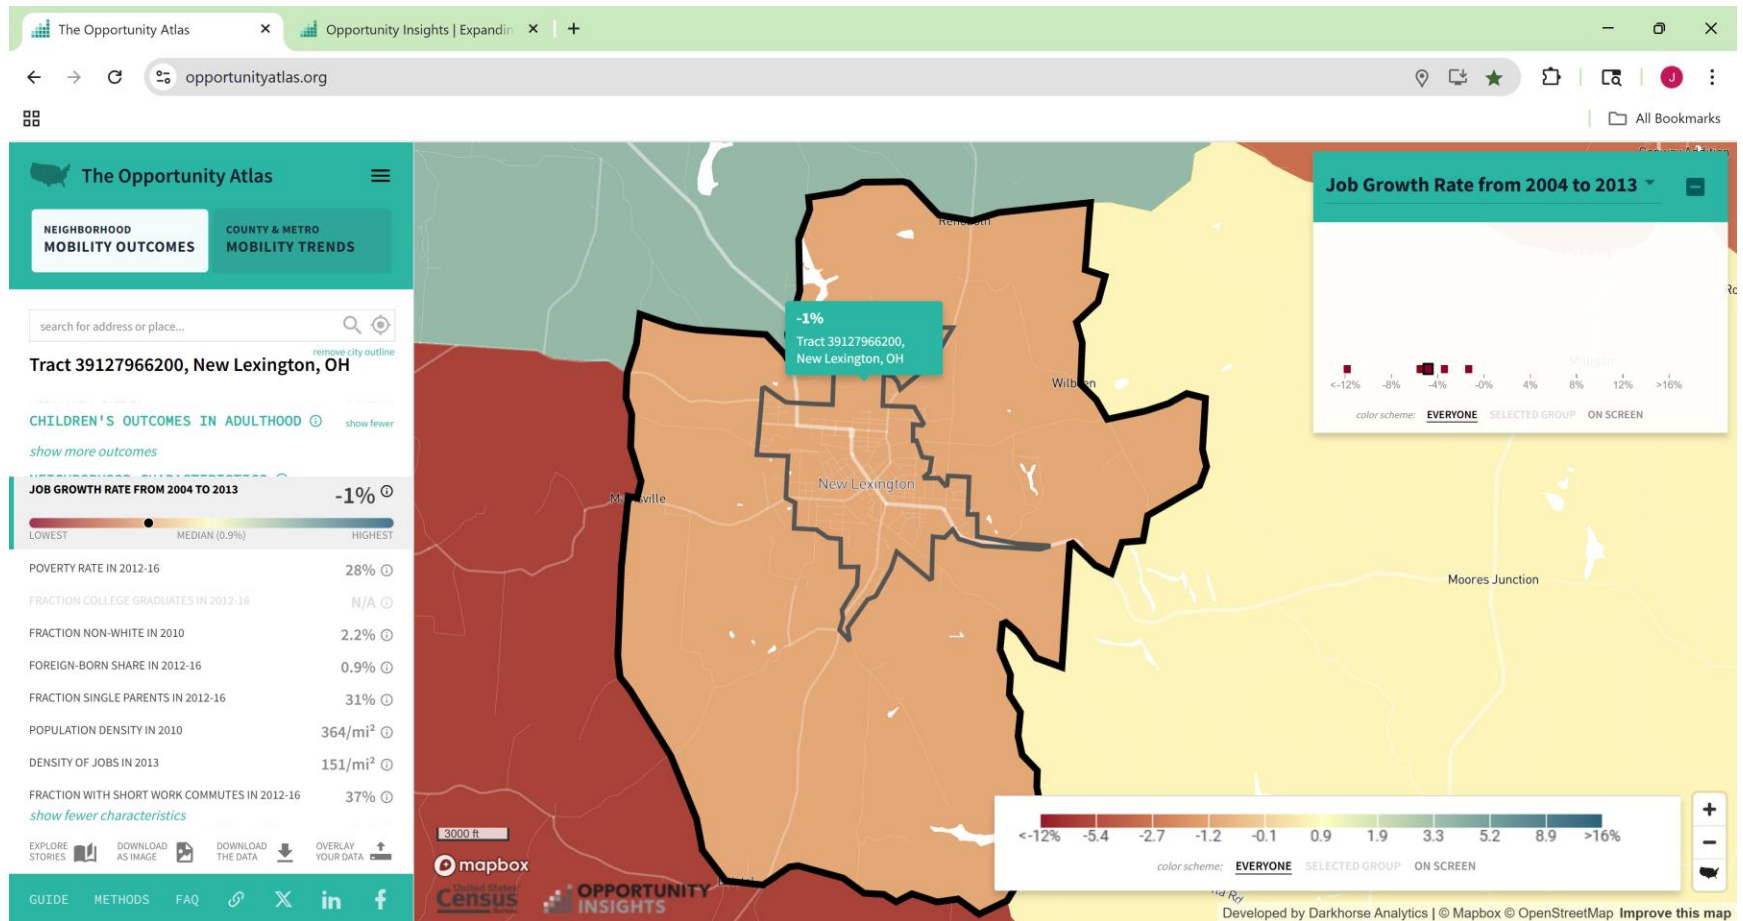 The Opportunity Atlas
Opportunity Insights | Expandin
opportunityatlas.org
J
All Bookmarks
The Opportunity Atlas
NEIGHBORHOOD
MOBILITY OUTCOMES
COUNTY & METRO
MOBILITY TRENDS
search for address or place...
remove city outline
Tract 39127966200, New Lexington, OH
CHILDREN'S OUTCOMES IN ADULTHOOD
show fewer
show more outcomes
JOB GROWTH RATE FROM 2004 TO 2013 -1%
LOWEST MEDIAN (0.9%) HIGHEST
POVERTY RATE IN 2012-16 28%
FRACTION COLLEGE GRADUATES IN 2012-16 N/A
FRACTION NON-WHITE IN 2010 2.2%
FOREIGN-BORN SHARE IN 2012-16 0.9%
FRACTION SINGLE PARENTS IN 2012-16 31%
POPULATION DENSITY IN 2010 364/mi²
DENSITY OF JOBS IN 2013 151/mi²
FRACTION WITH SHORT WORK COMMUTES IN 2012-16 37%
show fewer characteristics
EXPLORE STORIES
DOWNLOAD AS IMAGE
DOWNLOAD THE DATA
OVERLAY YOUR DATA
GUIDE METHODS FAQ
-1%
Tract 39127966200,
New Lexington, OH
New Lexington
Moores Junction
3000 ft
mapbox
United States
Census
OPPORTUNITY
INSIGHTS
Job Growth Rate from 2004 to 2013
Milligan
<-12% -8% -4% -0% 4% 8% 12% >16%
color scheme: EVERYONE SELECTED GROUP ON SCREEN
<-12% -5.4 -2.7 -1.2 -0.1 0.9 1.9 3.3 5.2 8.9 >16%
color scheme: EVERYONE SELECTED GROUP ON SCREEN
Developed by Darkhorse Analytics | © Mapbox © OpenStreetMap Improve this map